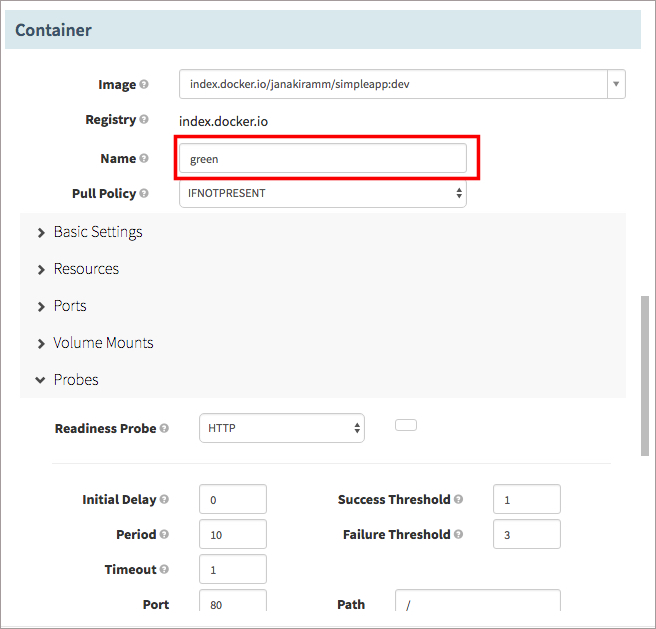 Container
Image ? index.docker.io/janakiramm/simpleapp:dev
Registry ? index.docker.io
Name ? green
Pull Policy ? IFNOTPRESENT
Basic Settings
Resources
Ports
Volume Mounts
Probes
Readiness Probe ? HTTP
Initial Delay ? 0 Success Threshold ? 1
Period ? 10 Failure Threshold ? 3
Timeout ? 1
Port 80 Path /